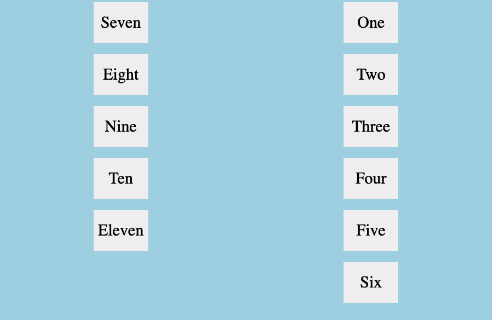 Seven
Eight
Nine
Ten
Eleven
One
Two
Three
Four
Five
Six